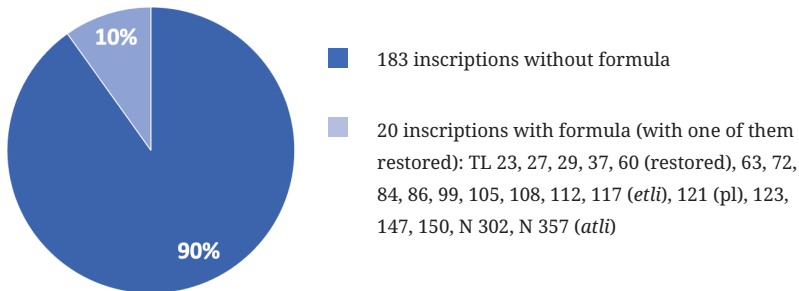 10%
90%
183 inscriptions without formula
20 inscriptions with formula (with one of them
restored): TL 23, 27, 29, 37, 60 (restored), 63, 72,
84, 86, 99, 105, 108, 112, 117 (etli), 121 (pl), 123,
147, 150, N 302, N 357 (atli)